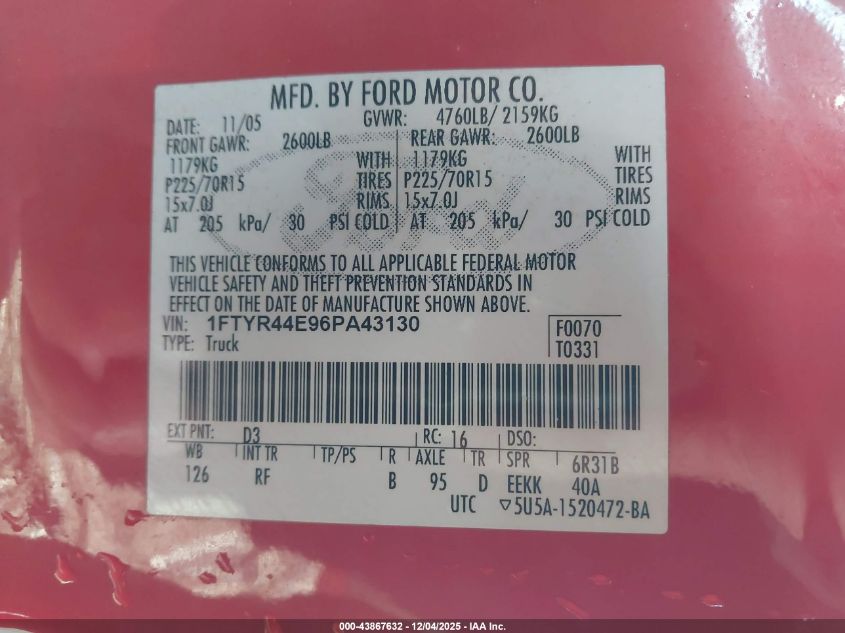 MFD. BY FORD MOTOR CO.
DATE: 11/05 GVWR: 4760LB/ 2159KG
FRONT GAWR: 2600LB REAR GAWR: 2600LB
1179KG WITH 1179KG WITH
P225/70R15 TIRES P225/70R15 TIRES
15x7.0J RIMS 15x7.0J RIMS
AT 205 kPa/ 30 PSI COLD AT 205 kPa/ 30 PSI COLD
Ford
THIS VEHICLE CONFORMS TO ALL APPLICABLE FEDERAL MOTOR
VEHICLE SAFETY AND THEFT PREVENTION STANDARDS IN
EFFECT ON THE DATE OF MANUFACTURE SHOWN ABOVE.
VIN: 1FTYR44E96PA43130 F0070
TYPE: Truck T0331
EXT PNT: D3 RC: 16 DSO:
WB INT TR TP/PS R AXLE TR SPR 6R31B
126 RF B 95 D EEKK 40A
UTC ▽5U5A-1520472-BA
000-43867632 - 12/04/2025 - IAA Inc.